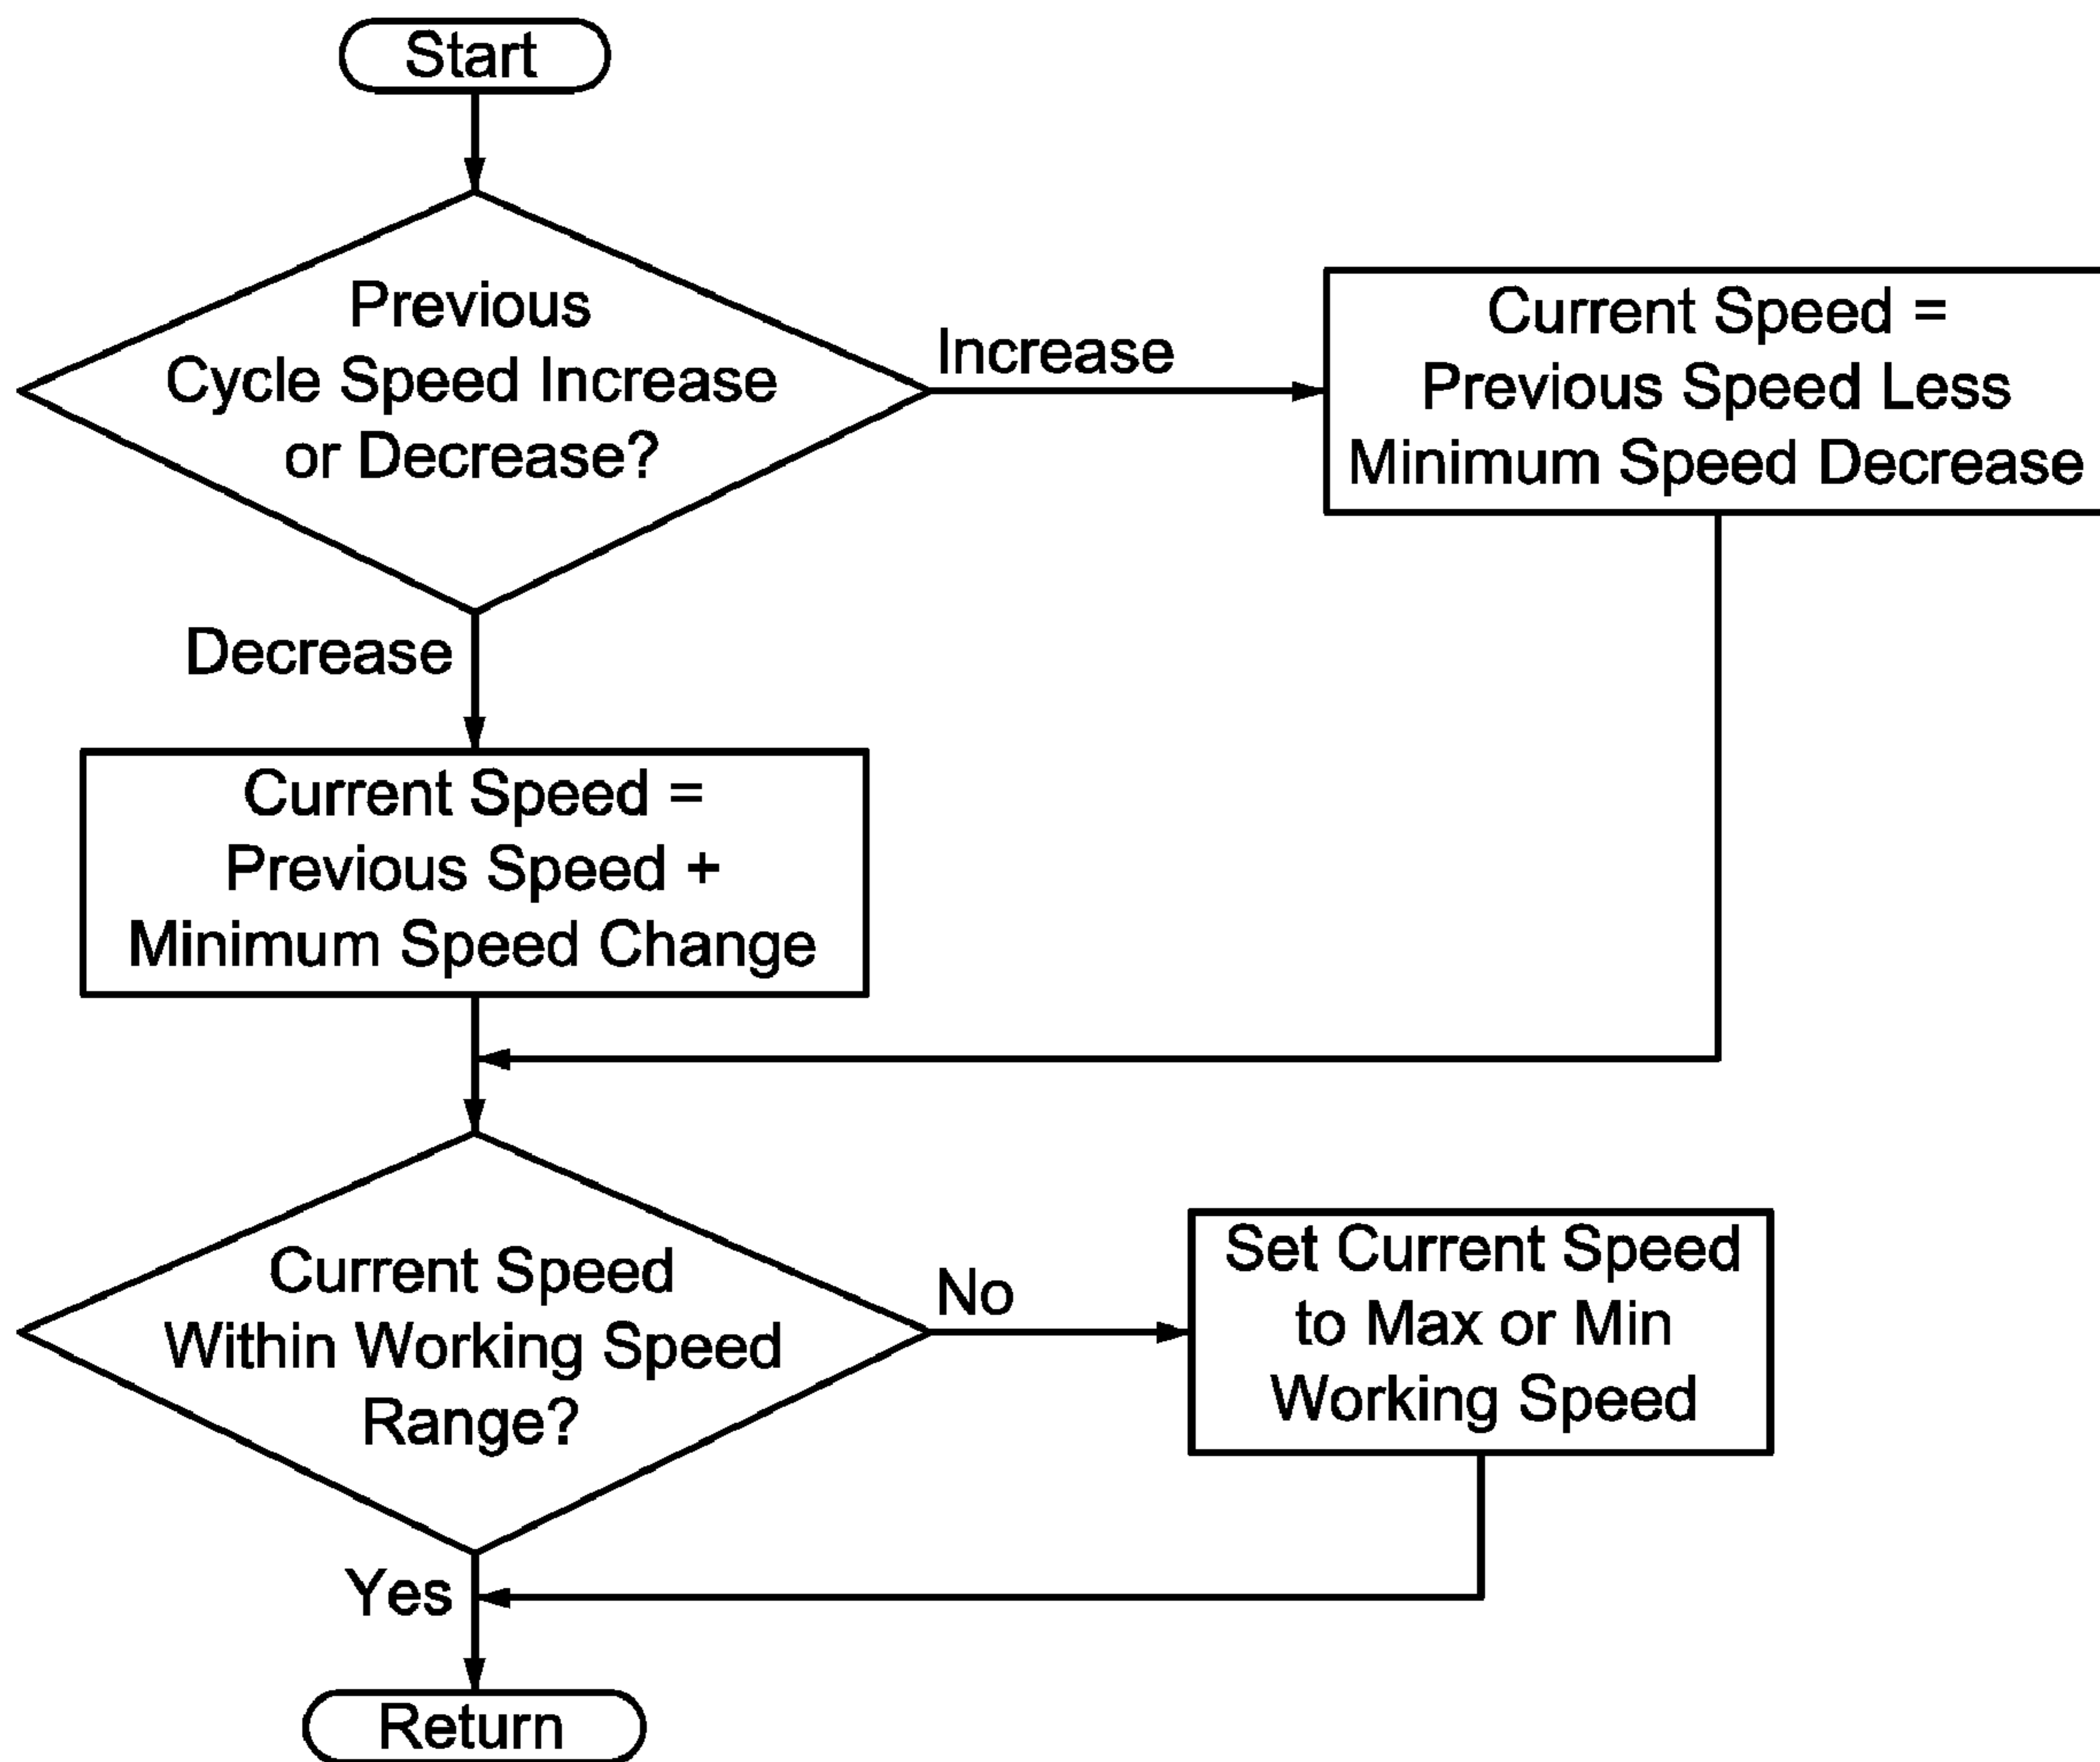 Start
Previous
Cycle Speed Increase
or Decrease?
Increase
Current Speed =
Previous Speed Less
Minimum Speed Decrease
Decrease
Current Speed =
Previous Speed +
Minimum Speed Change
Current Speed
Within Working Speed
Range?
No
Set Current Speed
to Max or Min
Working Speed
Yes
Return